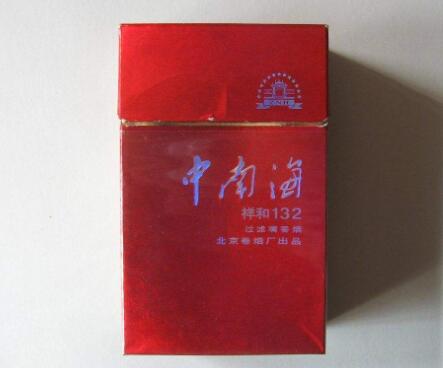 中南海
祥和132
过滤嘴香烟
北京卷烟厂出品